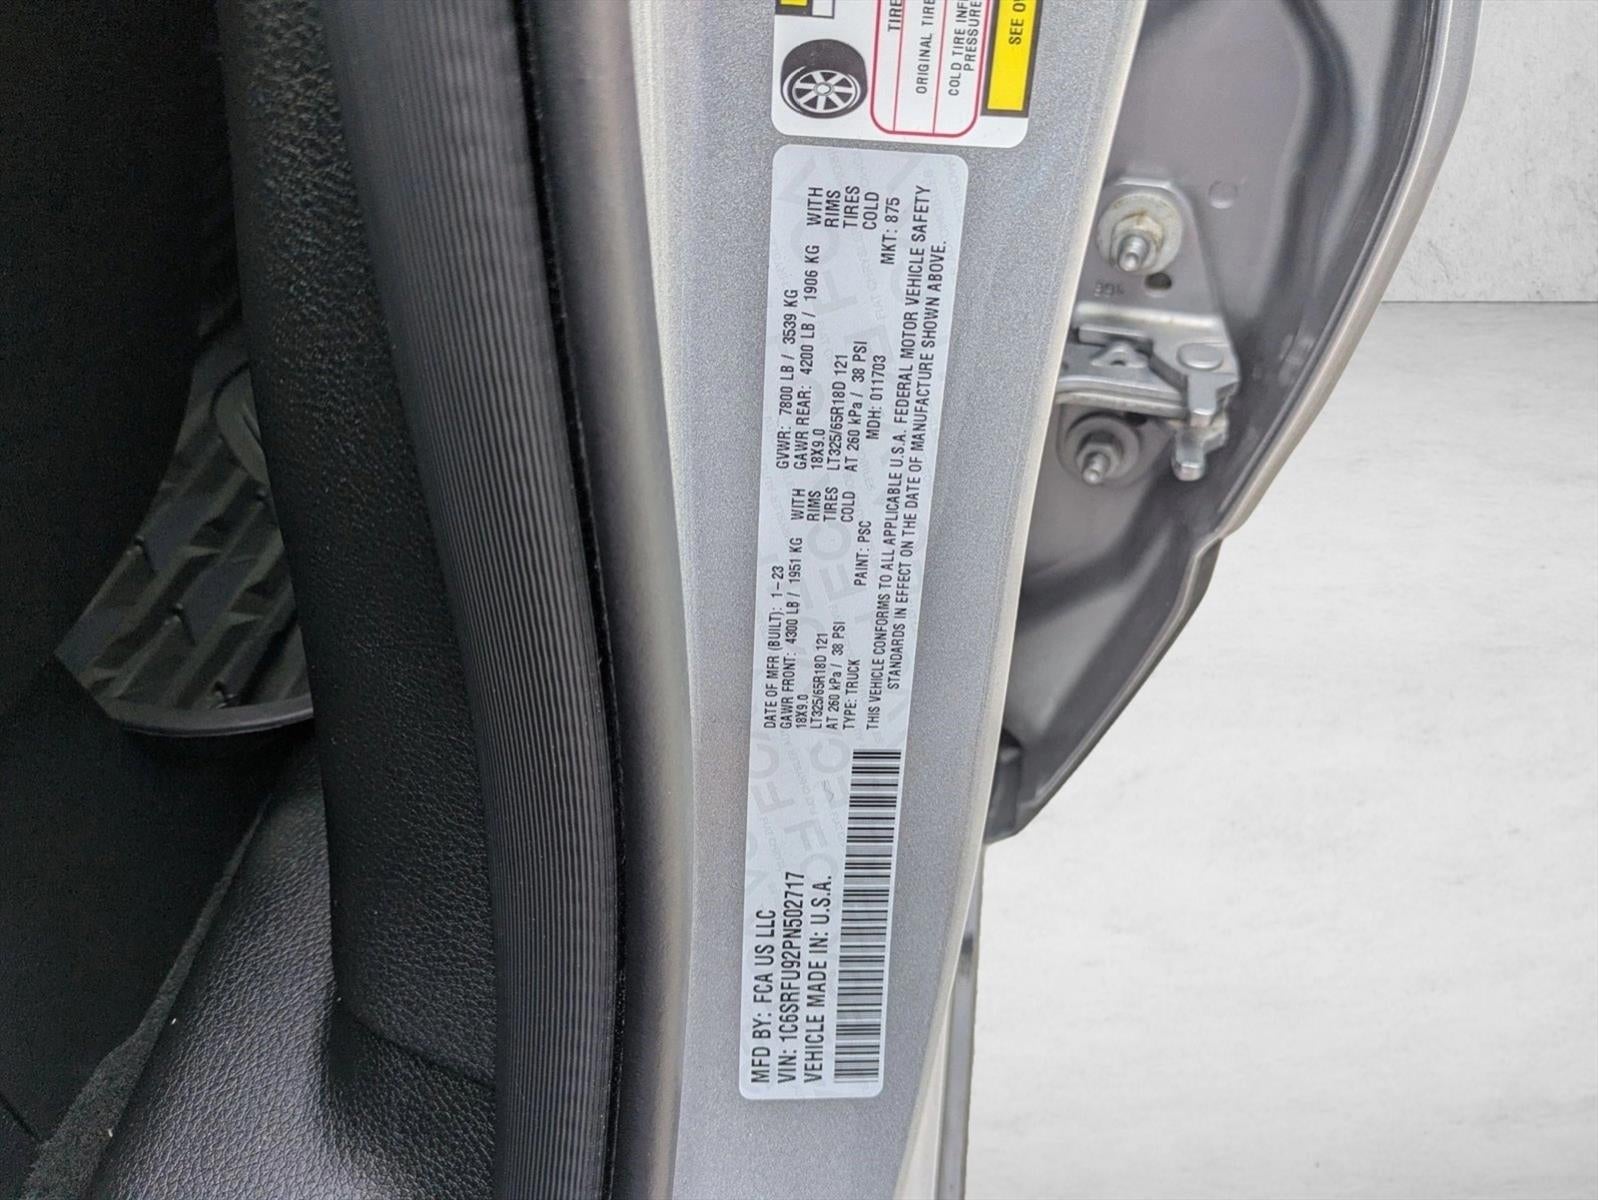 TIRE
ORIGINAL TIRE
COLD TIRE INF
PRESSURE
SEE O
MFD BY: FCA US LLC
VIN: 1C6SRFU92PN502717
VEHICLE MADE IN: U.S.A.
DATE OF MFR (BUILT): 1-23 GVWR: 7800 LB / 3539 KG
GAWR FRONT: 4300 LB / 1951 KG WITH GAWR REAR: 4200 LB / 1906 KG WITH
18X9.0 RIMS 18X9.0 RIMS
LT325/65R18D 121 TIRES LT325/65R18D 121 TIRES
AT 260 kPa / 38 PSI COLD AT 260 kPa / 38 PSI COLD
TYPE: TRUCK PAINT: PSC MDH: 011703 MKT: 875
THIS VEHICLE CONFORMS TO ALL APPLICABLE U.S.A. FEDERAL MOTOR VEHICLE SAFETY
STANDARDS IN EFFECT ON THE DATE OF MANUFACTURE SHOWN ABOVE.